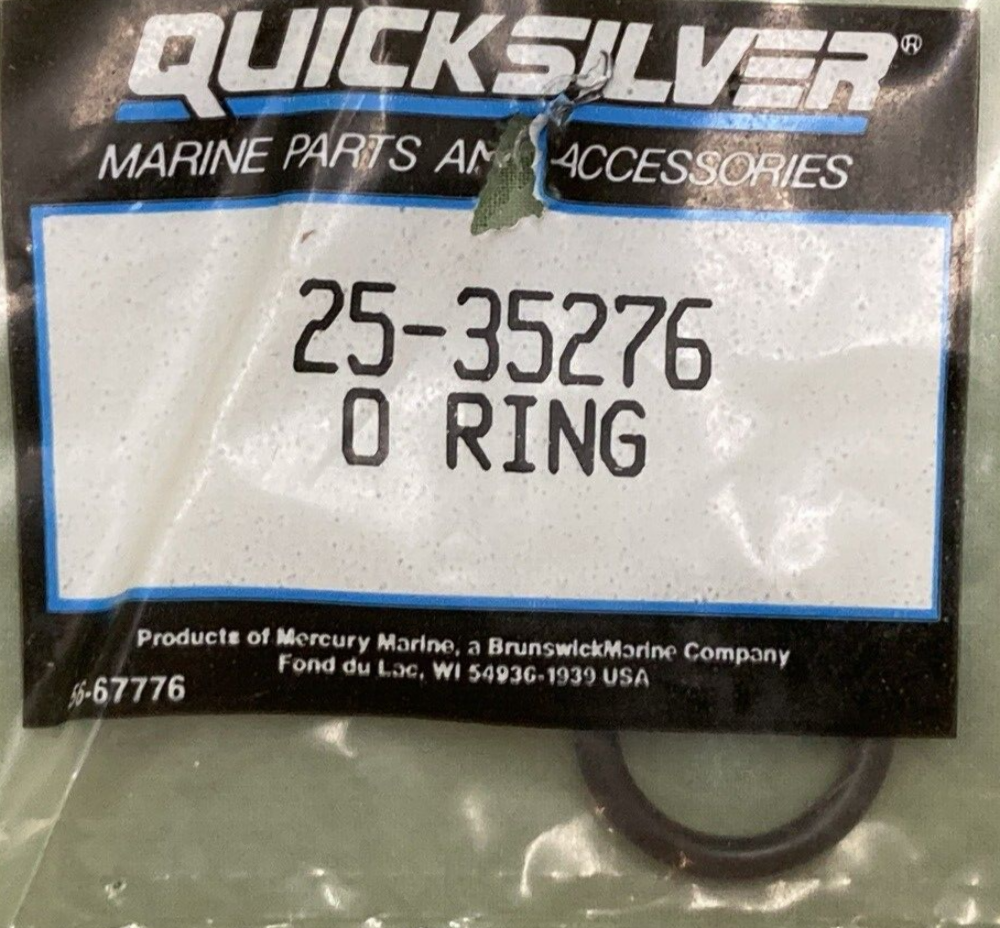 QUICKSILVER®
MARINE PARTS AN ACCESSORIES
25-35276
O RING
Products of Mercury Marine, a BrunswickMarine Company
Fond du Lac, WI 54936-1939 USA
56-67776